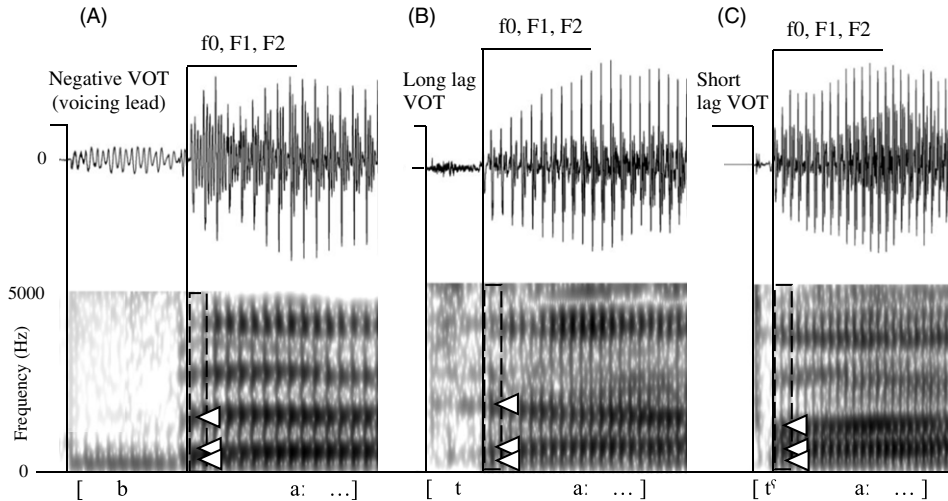 (A)
f0, F1, F2
Negative VOT
(voicing lead)
0
5000
Frequency (Hz)
0
[ b aː …]
(B)
f0, F1, F2
Long lag
VOT
[ t aː …]
(C)
f0, F1, F2
Short
lag VOT
[ tˤ aː …]